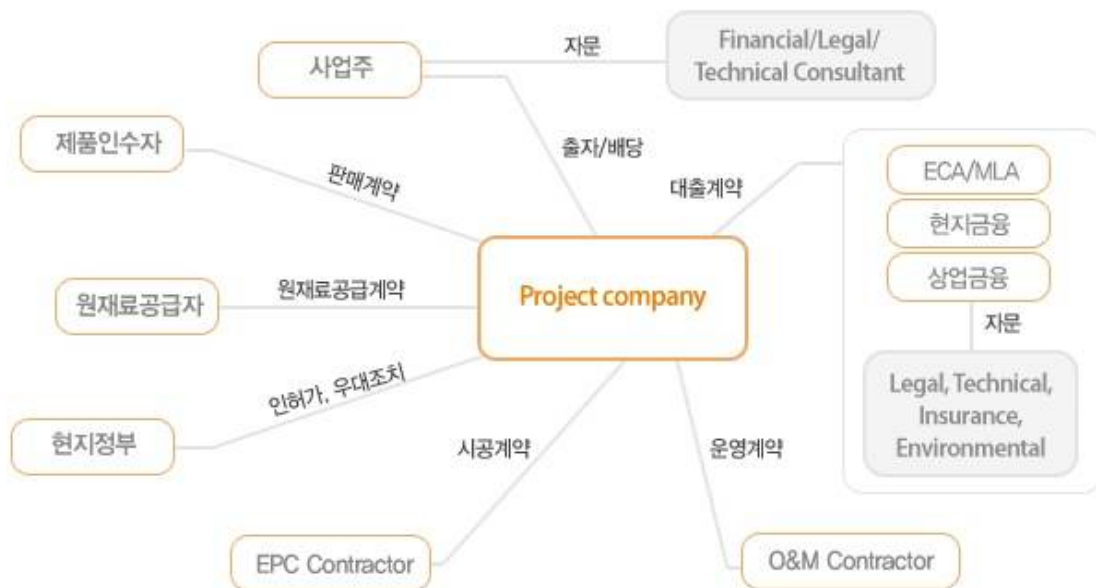 사업주
자문
Financial/Legal/
Technical Consultant
제품인수자
판매계약
출자/배당
대출계약
ECA/MLA
현지금융
상업금융
자문
Legal, Technical,
Insurance,
Environmental
원재료공급자
원재료공급계약
Project company
현지정부
인허가, 우대조치
시공계약
운영계약
EPC Contractor
O&M Contractor